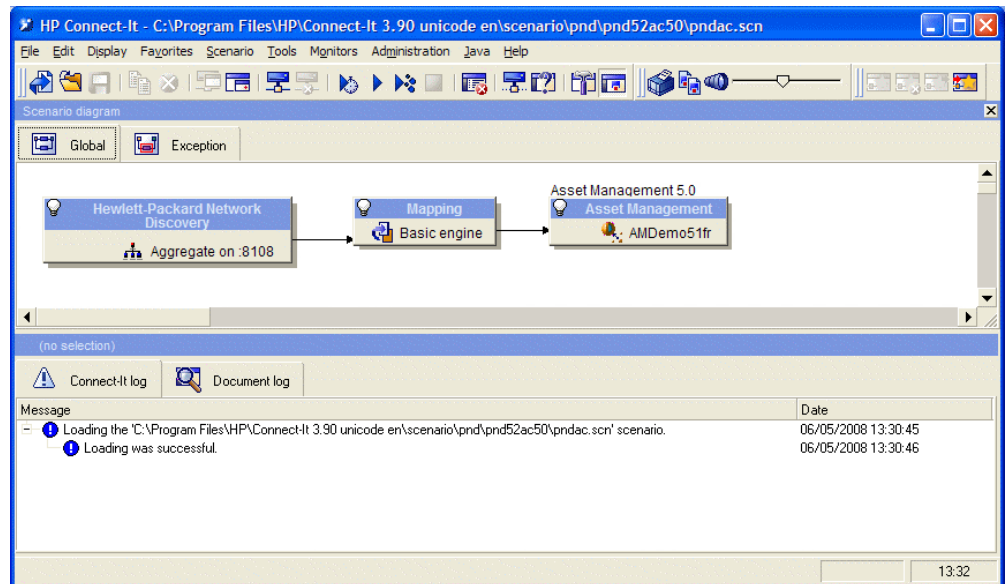 HP Connect-It - C:\Program Files\HP\Connect-It 3.90 unicode en\scenario\pnd\pnd52ac50\pndac.scn
File Edit Display Favorites Scenario Tools Monitors Administration Java Help
Scenario diagram
Global Exception
Asset Management 5.0
Hewlett-Packard Network Discovery
Aggregate on :8108
Mapping
Basic engine
Asset Management
AMDemo51fr
(no selection)
Connect-It log Document log
Message Date
Loading the 'C:\Program Files\HP\Connect-It 3.90 unicode en\scenario\pnd\pnd52ac50\pndac.scn' scenario. 06/05/2008 13:30:45
Loading was successful. 06/05/2008 13:30:46
13:32